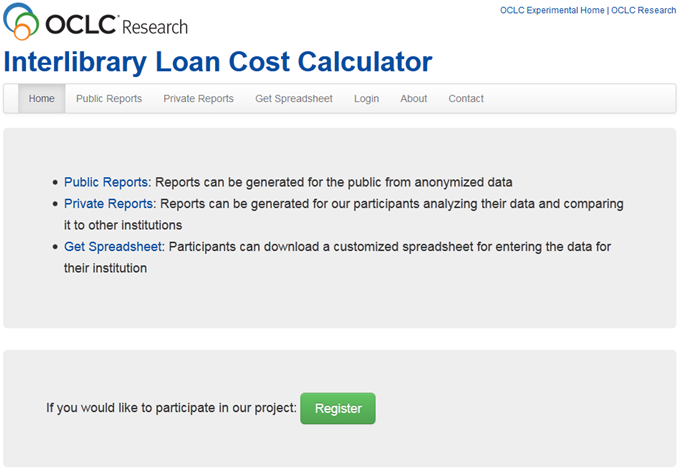 OCLC Research
OCLC Experimental Home | OCLC Research
Interlibrary Loan Cost Calculator
Home Public Reports Private Reports Get Spreadsheet Login About Contact
• Public Reports: Reports can be generated for the public from anonymized data
• Private Reports: Reports can be generated for our participants analyzing their data and comparing
it to other institutions
• Get Spreadsheet: Participants can download a customized spreadsheet for entering the data for
their institution
If you would like to participate in our project: Register